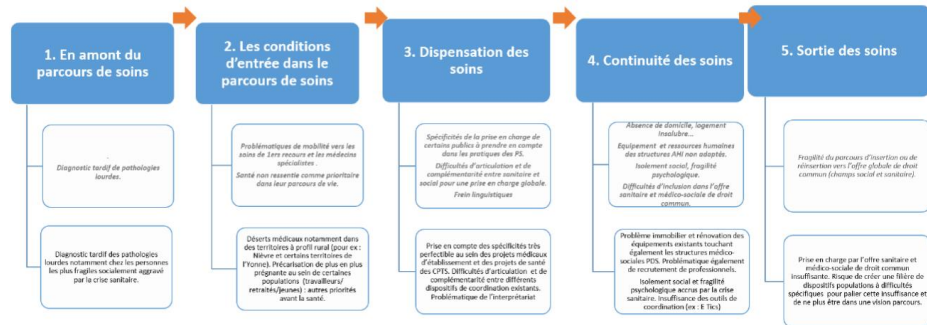 1. En amont du
parcours de soins
2. Les conditions
d'entrée dans le
parcours de soins
3. Dispensation des
soins
4. Continuité des soins
5. Sortie des soins
.
Diagnostic tardif de pathologies
lourdes.
Problématiques de mobilité vers les
soins de 1ers recours et les médecins
spécialistes .
Santé non ressentie comme prioritaire
dans leur parcours de vie.
Spécificités de la prise en charge de
certains publics à prendre en compte
dans les pratiques des PS.
Difficultés d'articulation et de
complémentarité entre sanitaire et
social pour une prise en charge globale.
Frein linguistiques
Absence de domicile, logement
Insalubre...
Equipement et ressources humaines
des structures AHI non adaptés.
Isolement social, fragilité
psychologique.
Difficultés d'inclusion dans l'offre
sanitaire et médico-sociale de droit
commun.
Fragilité du parcours d'insertion ou de
réinsertion vers l'offre globale de droit
commun (champs social et sanitaire).
Diagnostic tardif des pathologies
lourdes notamment chez les personnes
les plus fragiles socialement aggravé
par la crise sanitaire.
Déserts médicaux notamment dans
des territoires à profil rural (pour ex :
Nièvre et certains territoires de
l'Yonne). Précarisation de plus en plus
prégnante au sein de certaines
populations (travailleurs/
retraités/jeunes) : autres priorités
avant la santé.
Prise en compte des spécificités très
perfectible au sein des projets médicaux
d'établissement et des projets de santé
des CPTS. Difficultés d'articulation et de
complémentarité entre différents
dispositifs de coordination existants.
Problématique de l'interprétariat
Problème immobilier et rénovation des
équipements existants touchant
également les structures médico-
sociales PDS. Problématique également
de recrutement de professionnels.
Isolement social et fragilité
psychologique accrus par la crise
sanitaire. Insuffisance des outils de
coordination (ex : E Tics)
Prise en charge par l'offre sanitaire et
médico-sociale de droit commun
insuffisante. Risque de créer une filière de
dispositifs populations à difficultés
spécifiques pour palier cette insuffisance et
de ne plus être dans une vision parcours.